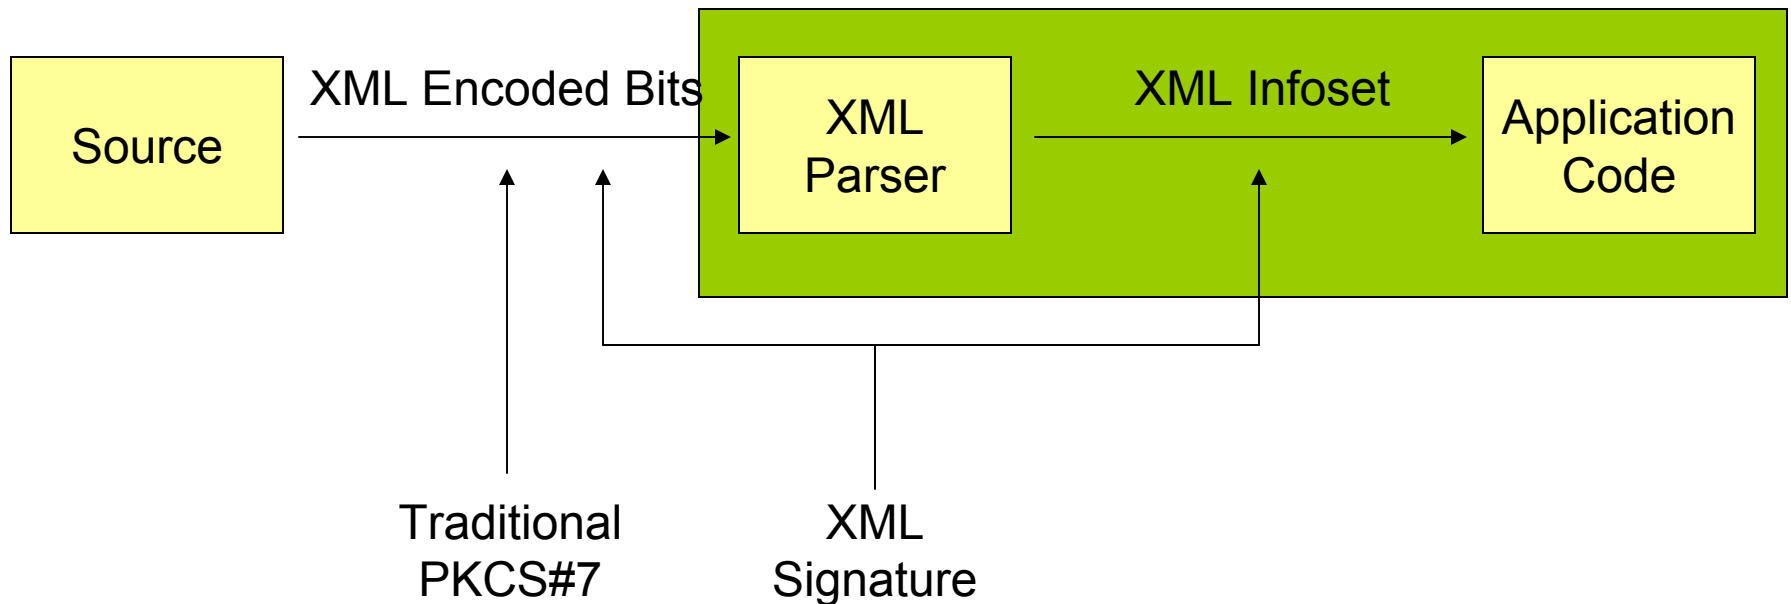 Source
XML Encoded Bits
XML
Parser
XML Infoset
Application
Code
Traditional
PKCS#7
XML
Signature